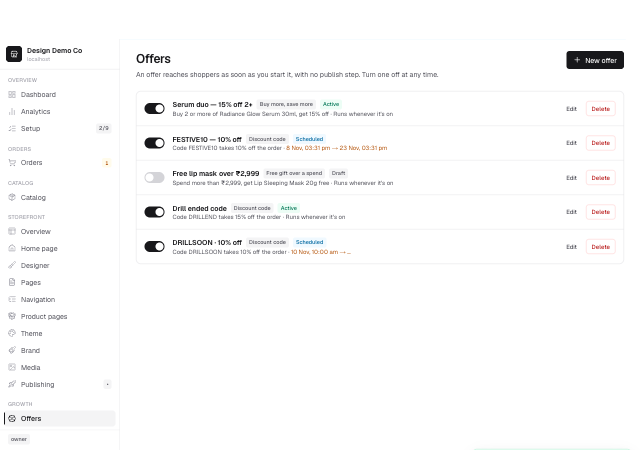 Design Demo Co
localhost
OVERVIEW
Dashboard
Analytics
Setup 2/9
ORDERS
Orders 1
CATALOG
Catalog
STOREFRONT
Overview
Home page
Designer
Pages
Navigation
Product pages
Theme
Brand
Media
Publishing
GROWTH
Offers
owner
Offers
An offer reaches shoppers as soon as you start it, with no publish step. Turn one off at any time.
+ New offer
Serum duo — 15% off 2+ Buy more, save more Active
Buy 2 or more of Radiance Glow Serum 30ml, get 15% off · Runs whenever it's on
Edit Delete
FESTIVE10 — 10% off Discount code Scheduled
Code FESTIVE10 takes 10% off the order · 8 Nov, 03:31 pm → 23 Nov, 03:31 pm
Edit Delete
Free lip mask over ₹2,999 Free gift over a spend Draft
Spend more than ₹2,999, get Lip Sleeping Mask 20g free · Runs whenever it's on
Edit Delete
Drill ended code Discount code Active
Code DRILLEND takes 15% off the order · Runs whenever it's on
Edit Delete
DRILLSOON · 10% off Discount code Scheduled
Code DRILLSOON takes 10% off the order · 10 Nov, 10:00 am → ...
Edit Delete